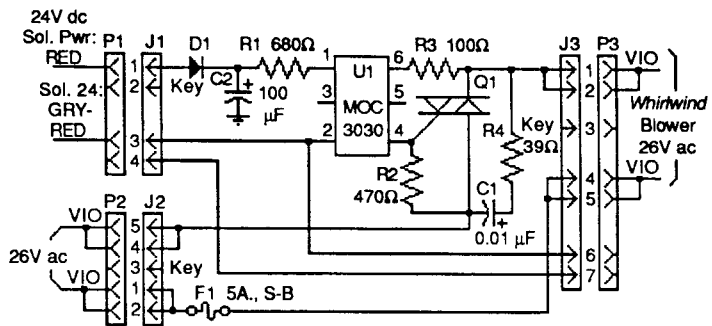 24V dc
Sol. Pwr:
RED
Sol. 24:
GRY-
RED
P1
J1
1
2
3
4
Key
D1
C2
+
100
µF
R1 680Ω
1
3
2
U1
MOC
3030
6
5
4
R3 100Ω
Q1
R2
470Ω
R4
39Ω
C1
+
0.01 µF
J3
P3
Key
1
2
3
4
5
6
7
VIO
VIO
Whirlwind
Blower
26V ac
P2
J2
VIO
VIO
26V ac
5
4
3
1
2
Key
F1 5A., S-B